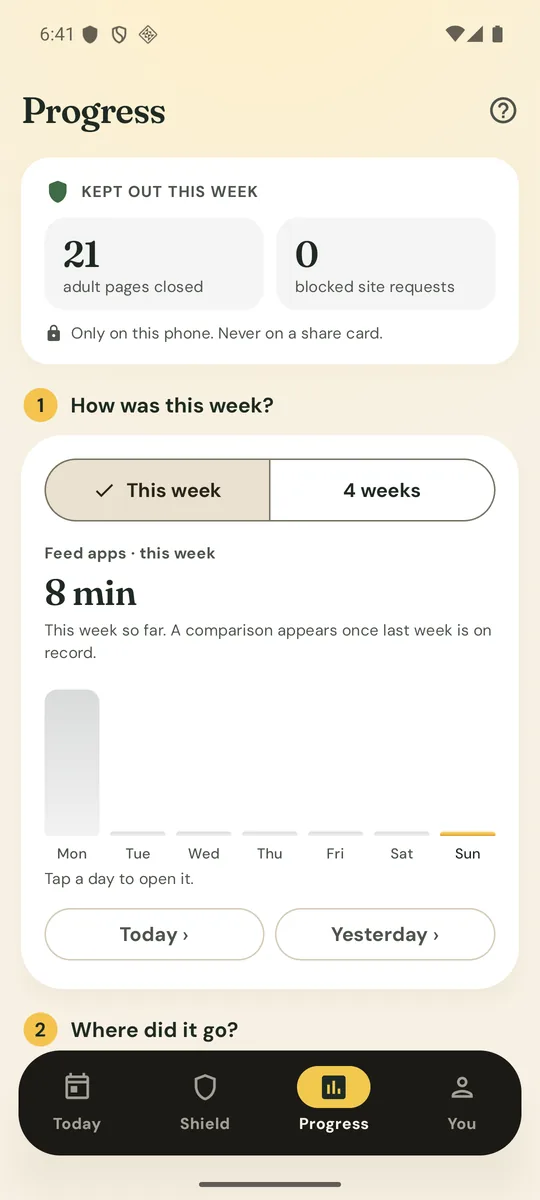 6:41
Progress
KEPT OUT THIS WEEK
21
adult pages closed
0
blocked site requests
Only on this phone. Never on a share card.
1 How was this week?
This week
4 weeks
Feed apps · this week
8 min
This week so far. A comparison appears once last week is on
record.
Mon Tue Wed Thu Fri Sat Sun
Tap a day to open it.
Today ›
Yesterday ›
2 Where did it go?
Today Shield Progress You